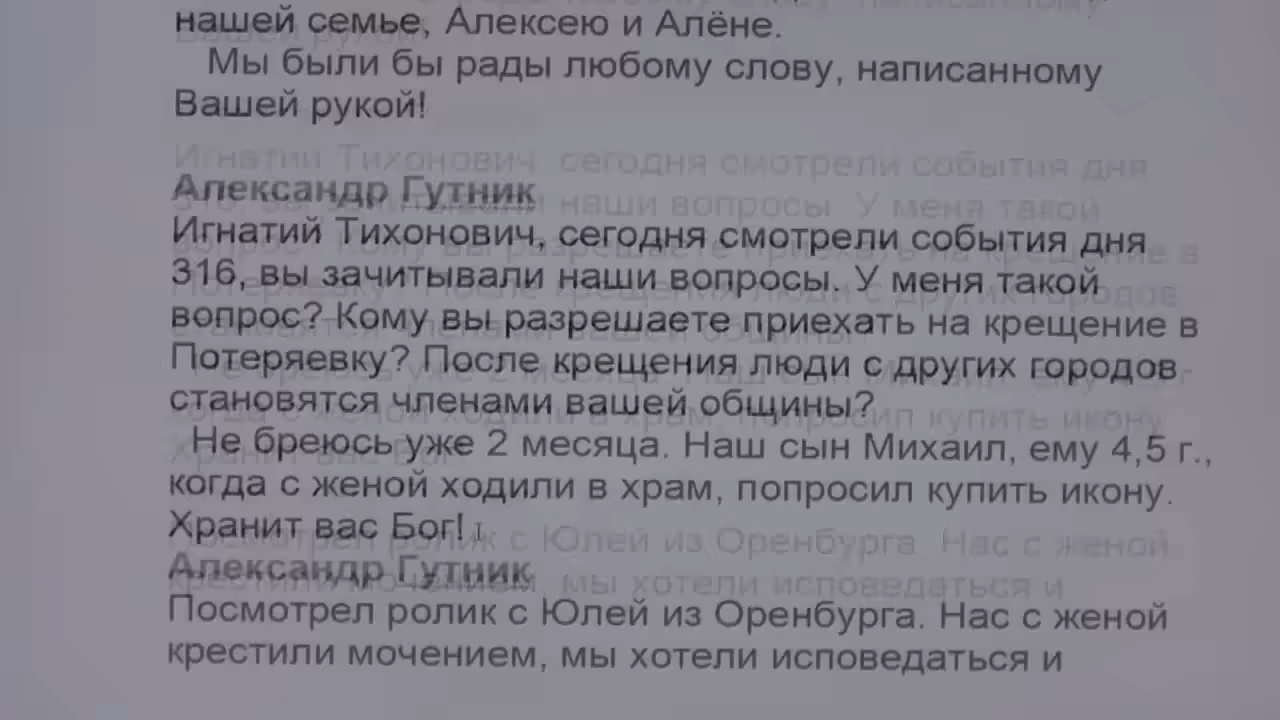 нашей семье, Алексею и Алёне.
Мы были бы рады любому слову, написанному
Вашей рукой!
Александр Гутник
Игнатий Тихонович, сегодня смотрели события дня
316, вы зачитывали наши вопросы. У меня такой
вопрос? Кому вы разрешаете приехать на крещение в
Потеряевку? После крещения люди с других городов
становятся членами вашей общины?
Не бреюсь уже 2 месяца. Наш сын Михаил, ему 4,5 г.,
когда с женой ходили в храм, попросил купить икону.
Хранит вас Бог!
Александр Гутник
Посмотрел ролик с Юлей из Оренбурга. Нас с женой
крестили мочением, мы хотели исповедаться и